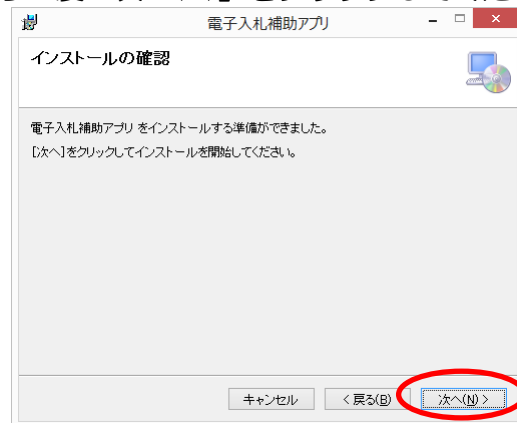 電子入札補助アプリ
インストールの確認
電子入札補助アプリ をインストールする準備ができました。
[次へ]をクリックしてインストールを開始してください。
キャンセル
< 戻る(B)
次へ(N) >